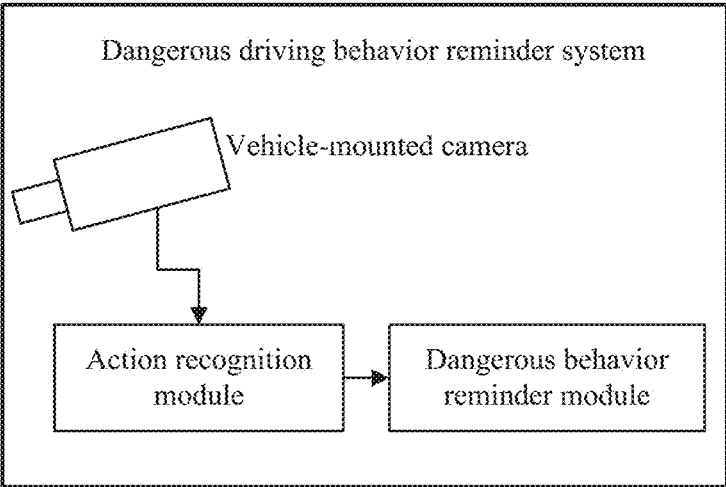 Dangerous driving behavior reminder system
Vehicle-mounted camera
Action recognition
module
Dangerous behavior
reminder module